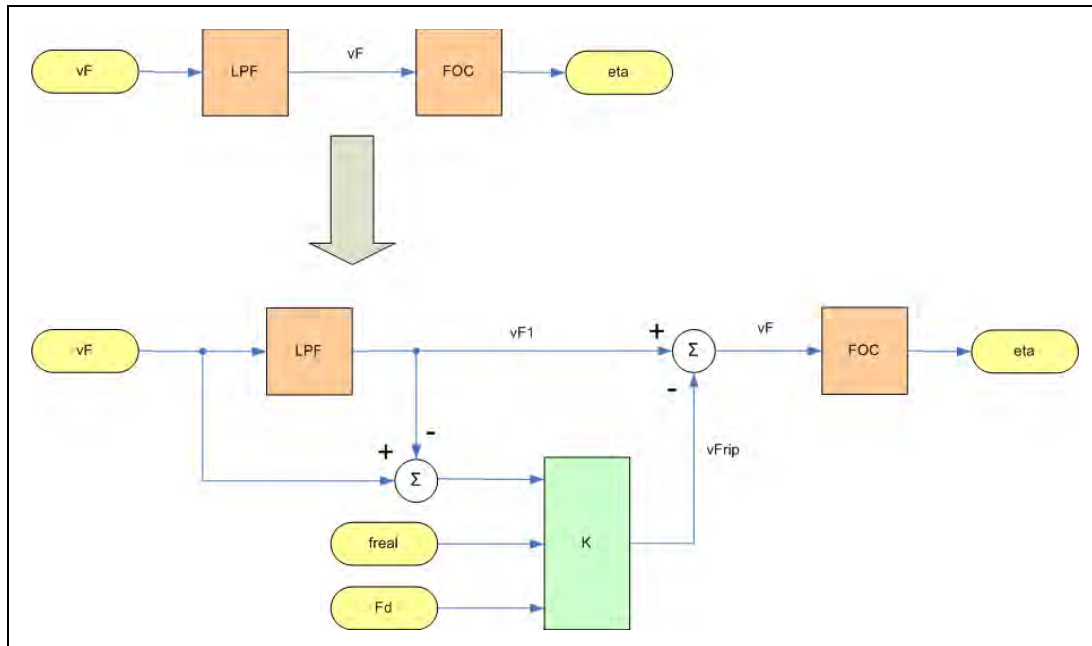 vF
LPF
vF
FOC
eta
vF
LPF
vF1
+
Σ
-
vF
FOC
eta
vFrip
+
-
Σ
freal
Fd
K